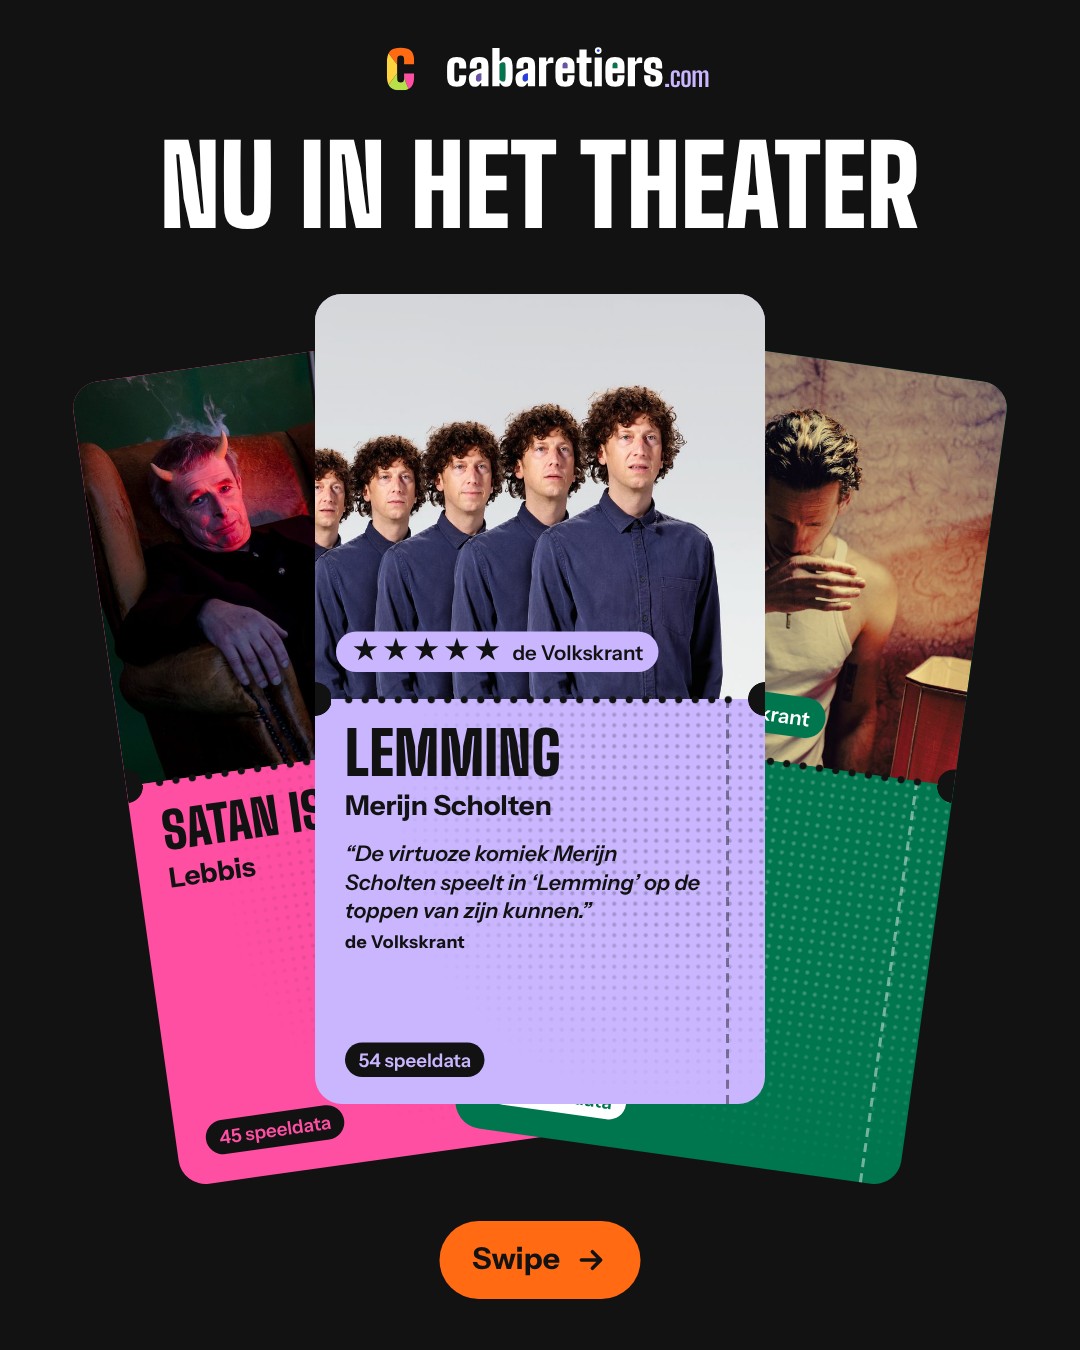 C cabaretiers.com
NU IN HET THEATER
★★★★★ de Volkskrant
LEMMING
Merijn Scholten
“De virtuoze komiek Merijn
Scholten speelt in ‘Lemming’ op de
toppen van zijn kunnen.”
de Volkskrant
54 speeldata
SATAN IS
Lebbis
45 speeldata
krant
Swipe →